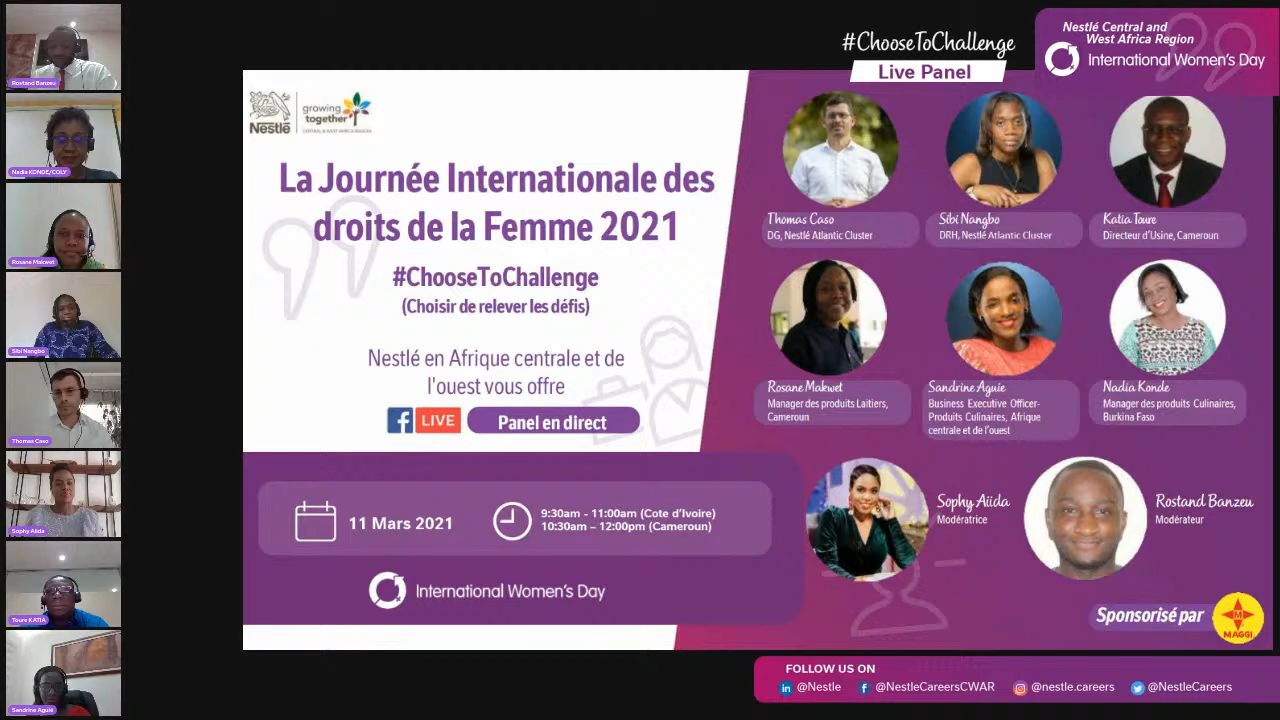 Rostand Banzeu
Nadia KONDE/COLY
Rosane Makwet
Sibi Nangbo
Thomas Caso
Sophy Aiida
Toure KATIA
Sandrine Aguié
#ChooseToChallenge
Live Panel
Nestlé Central and
West Africa Region
International Women's Day
Nestlé
growing
together
CENTRAL & WEST AFRICA REGION
La Journée Internationale des
droits de la Femme 2021
#ChooseToChallenge
(Choisir de relever les défis)
Nestlé en Afrique centrale et de
l'ouest vous offre
f LIVE
Panel en direct
11 Mars 2021
9:30am - 11:00am (Cote d'Ivoire)
10:30am – 12:00pm (Cameroun)
International Women's Day
Thomas Caso
DG, Nestlé Atlantic Cluster
Sibi Nangbo
DRH, Nestlé Atlantic Cluster
Katia Toure
Directeur d'Usine, Cameroun
Rosane Makwet
Manager des produits Laitiers,
Cameroun
Sandrine Aguie
Business Executive Officer-
Produits Culinaires, Afrique
centrale et de l'ouest
Nadia Konde
Manager des produits Culinaires,
Burkina Faso
Sophy Aiida
Modératrice
Rostand Banzeu
Modérateur
Sponsorisé par
MAGGI
FOLLOW US ON
in @Nestle
f @NestleCareersCWAR
@nestle.careers
@NestleCareers